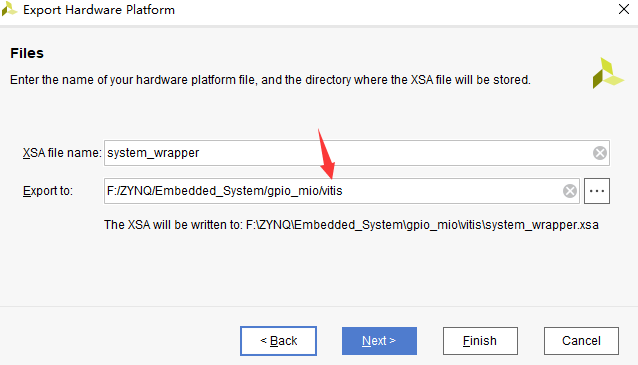 Export Hardware Platform
Files
Enter the name of your hardware platform file, and the directory where the XSA file will be stored.
XSA file name: system_wrapper
Export to: F:/ZYNQ/Embedded_System/gpio_mio/vitis
The XSA will be written to: F:\ZYNQ\Embedded_System\gpio_mio\vitis\system_wrapper.xsa
< Back Next > Finish Cancel